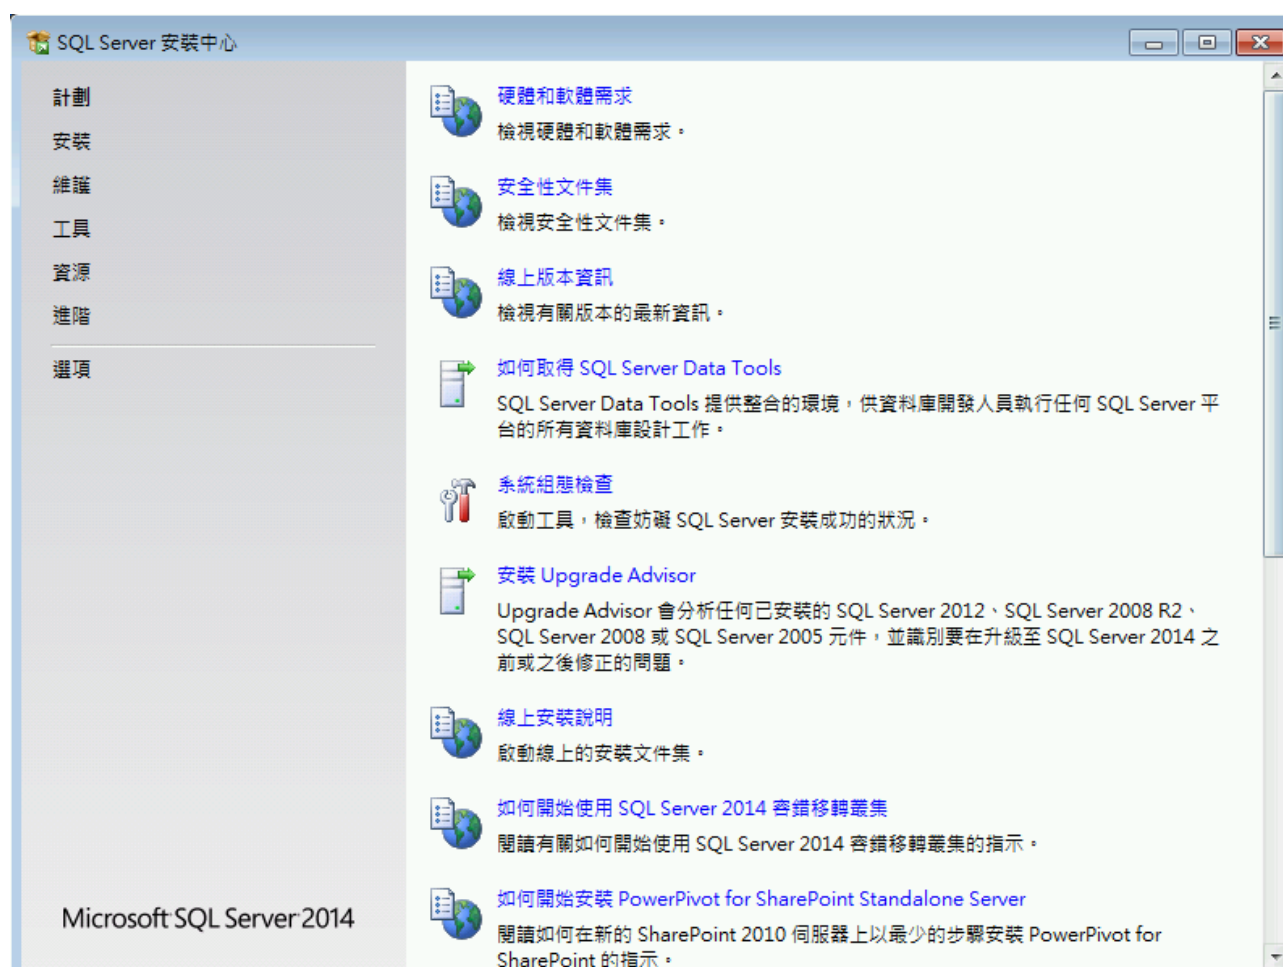 SQL Server 安裝中心
計劃
安裝
維護
工具
資源
進階
選項
Microsoft SQL Server 2014
硬體和軟體需求
檢視硬體和軟體需求。
安全性文件集
檢視安全性文件集。
線上版本資訊
檢視有關版本的最新資訊。
如何取得 SQL Server Data Tools
SQL Server Data Tools 提供整合的環境，供資料庫開發人員執行任何 SQL Server 平
台的所有資料庫設計工作。
系統組態檢查
啟動工具，檢查妨礙 SQL Server 安裝成功的狀況。
安裝 Upgrade Advisor
Upgrade Advisor 會分析任何已安裝的 SQL Server 2012、SQL Server 2008 R2、
SQL Server 2008 或 SQL Server 2005 元件，並識別要在升級至 SQL Server 2014 之
前或之後修正的問題。
線上安裝說明
啟動線上的安裝文件集。
如何開始使用 SQL Server 2014 容錯移轉叢集
閱讀有關如何開始使用 SQL Server 2014 容錯移轉叢集的指示。
如何開始安裝 PowerPivot for SharePoint Standalone Server
閱讀如何在新的 SharePoint 2010 伺服器上以最少的步驟安裝 PowerPivot for
SharePoint 的指示。